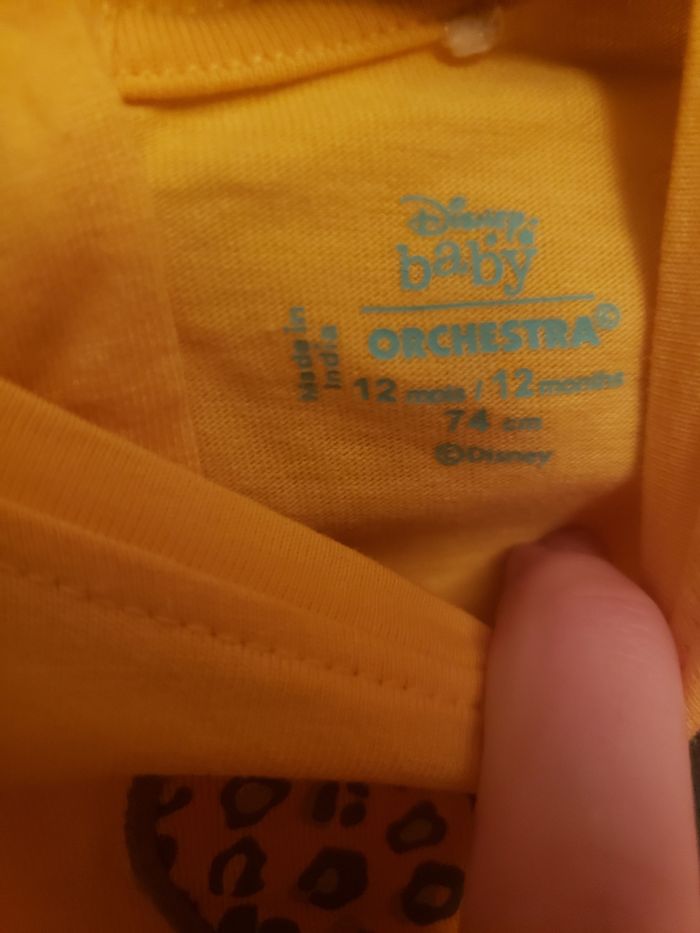 Disney
baby
ORCHESTRA©
Made in
India
12 mois / 12 months
74 cm
©Disney